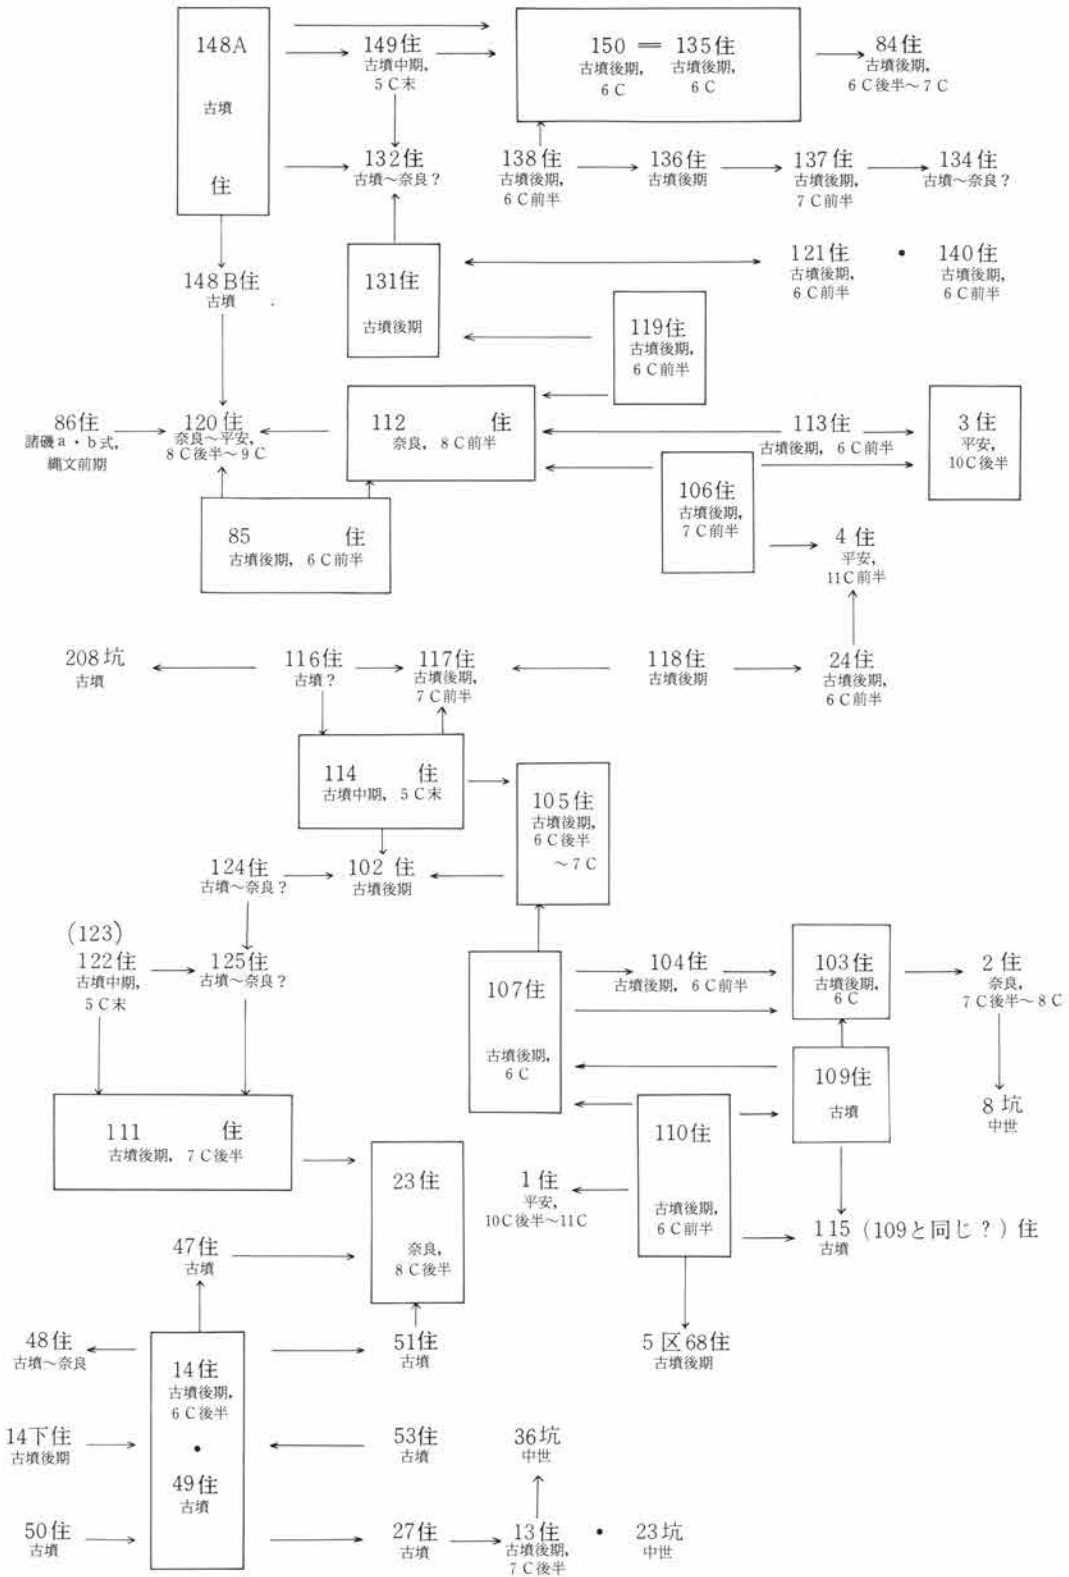 148A
古墳
住
149住
古墳中期,
5C末
150 ＝ 135住
古墳後期, 古墳後期,
6C 6C
84住
古墳後期,
6C後半～7C
132住
古墳～奈良？
138住
古墳後期,
6C前半
136住
古墳後期
137住
古墳後期,
7C前半
134住
古墳～奈良？
148B住
古墳
131住
古墳後期
121住 ・ 140住
古墳後期, 古墳後期,
6C前半 6C前半
119住
古墳後期,
6C前半
86住
諸磯a・b式,
縄文前期
120住
奈良～平安,
8C後半～9C
112 住
奈良, 8C前半
113住
古墳後期, 6C前半
3住
平安,
10C後半
106住
古墳後期,
7C前半
85 住
古墳後期, 6C前半
4住
平安,
11C前半
208坑
古墳
116住
古墳？
117住
古墳後期,
7C前半
118住
古墳後期
24住
古墳後期,
6C前半
114 住
古墳中期, 5C末
105住
古墳後期,
6C後半
～7C
124住
古墳～奈良？
102 住
古墳後期
(123)
122住
古墳中期,
5C末
125住
古墳～奈良？
107住
古墳後期,
6C
104住
古墳後期, 6C前半
103住
古墳後期,
6C
2住
奈良,
7C後半～8C
109住
古墳
8坑
中世
111 住
古墳後期, 7C後半
110住
古墳後期,
6C前半
23住
奈良,
8C後半
1住
平安,
10C後半～11C
115（109と同じ？）住
古墳
47住
古墳
48住
古墳～奈良
14住
古墳後期,
6C後半
・
49住
古墳
51住
古墳
5区68住
古墳後期
14下住
古墳後期
53住
古墳
36坑
中世
50住
古墳
27住
古墳
13住 ・ 23坑
古墳後期, 中世
7C後半